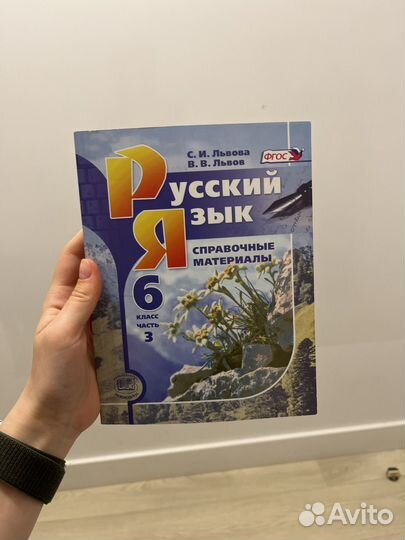 С. И. Львова
В. В. Львов
ФГОС
Русский
Язык
СПРАВОЧНЫЕ
МАТЕРИАЛЫ
6
КЛАСС
ЧАСТЬ
3
Avito